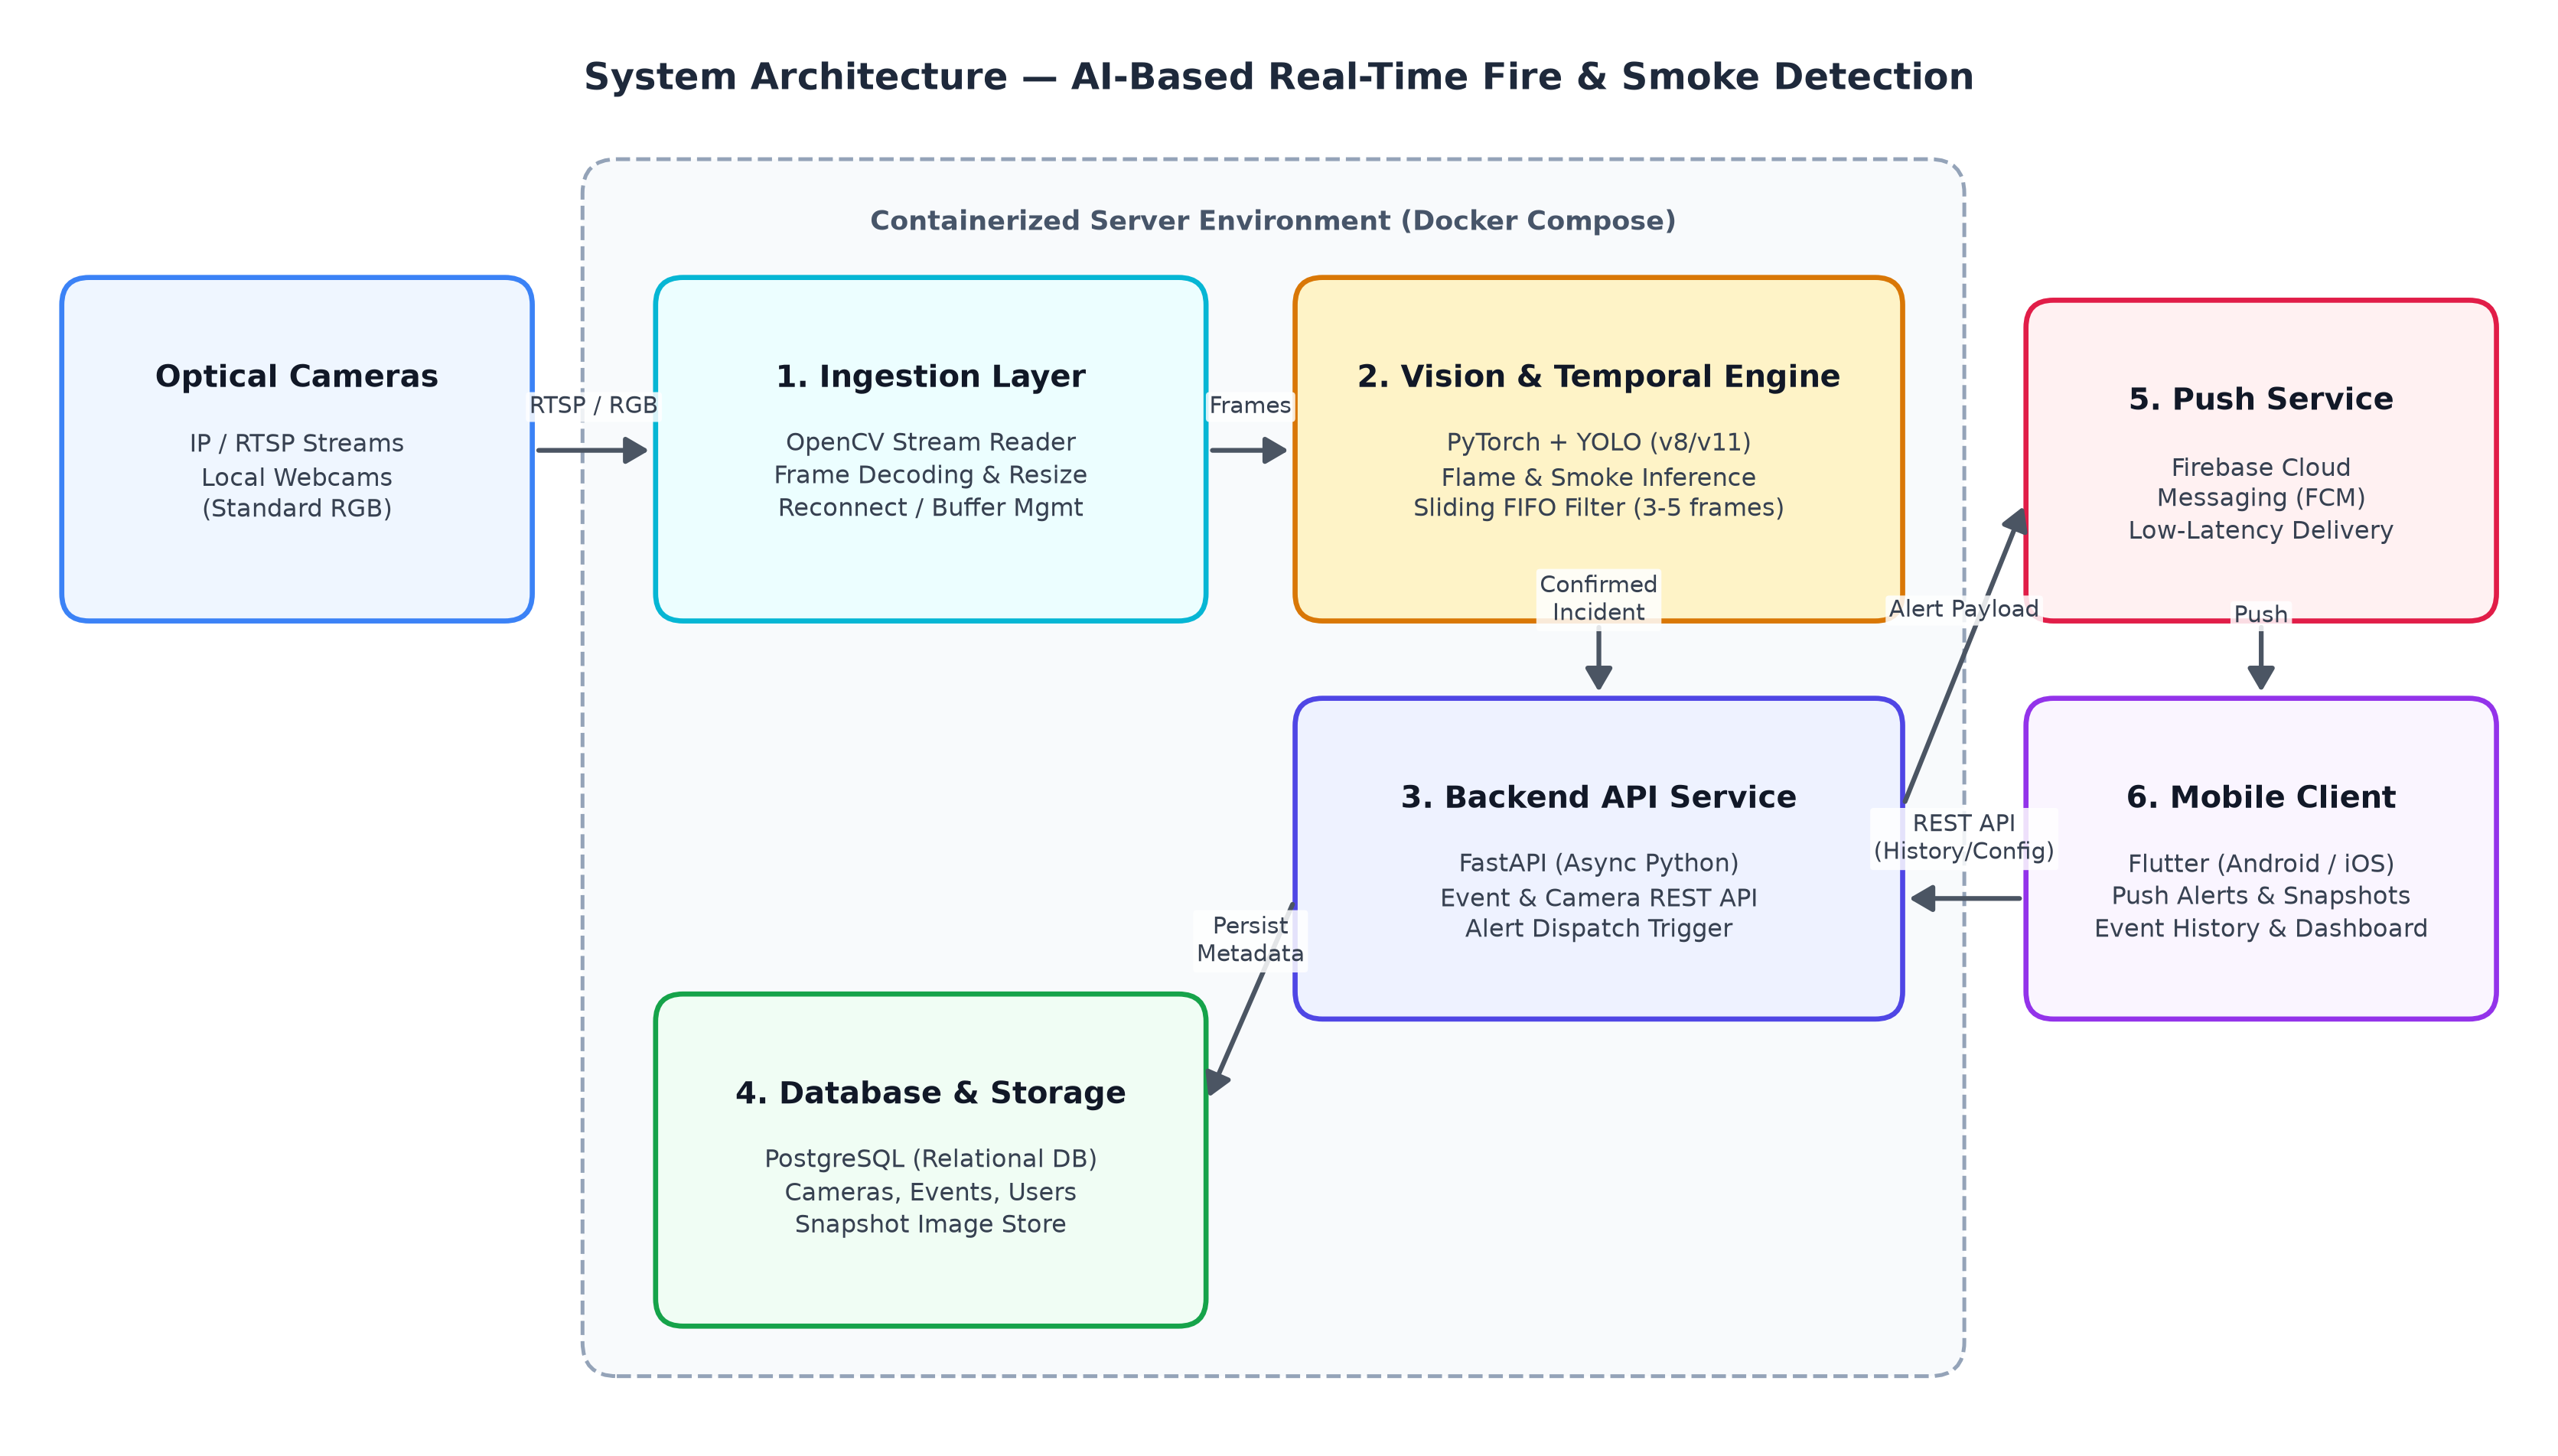 System Architecture — AI-Based Real-Time Fire & Smoke Detection
Containerized Server Environment (Docker Compose)
Optical Cameras
IP / RTSP Streams
Local Webcams
(Standard RGB)
RTSP / RGB
1. Ingestion Layer
OpenCV Stream Reader
Frame Decoding & Resize
Reconnect / Buffer Mgmt
Frames
2. Vision & Temporal Engine
PyTorch + YOLO (v8/v11)
Flame & Smoke Inference
Sliding FIFO Filter (3-5 frames)
Confirmed
Incident
Alert Payload
5. Push Service
Firebase Cloud
Messaging (FCM)
Low-Latency Delivery
Push
3. Backend API Service
FastAPI (Async Python)
Event & Camera REST API
Alert Dispatch Trigger
REST API
(History/Config)
6. Mobile Client
Flutter (Android / iOS)
Push Alerts & Snapshots
Event History & Dashboard
Persist
Metadata
4. Database & Storage
PostgreSQL (Relational DB)
Cameras, Events, Users
Snapshot Image Store